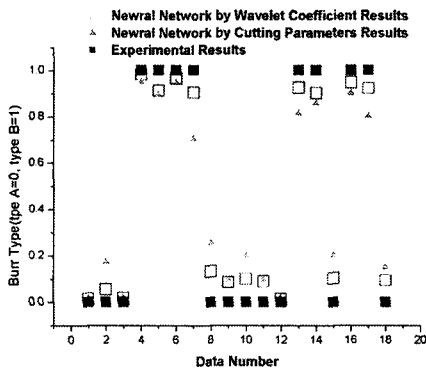 Newral Network by Wavelet Coefficient Results
Newral Network by Cutting Parameters Results
Experimental Results
Burr Type(tpe A=0, type B=1)
1.0
0.8
0.6
0.4
0.2
0.0
0 2 4 6 8 10 12 14 16 18 20
Data Number